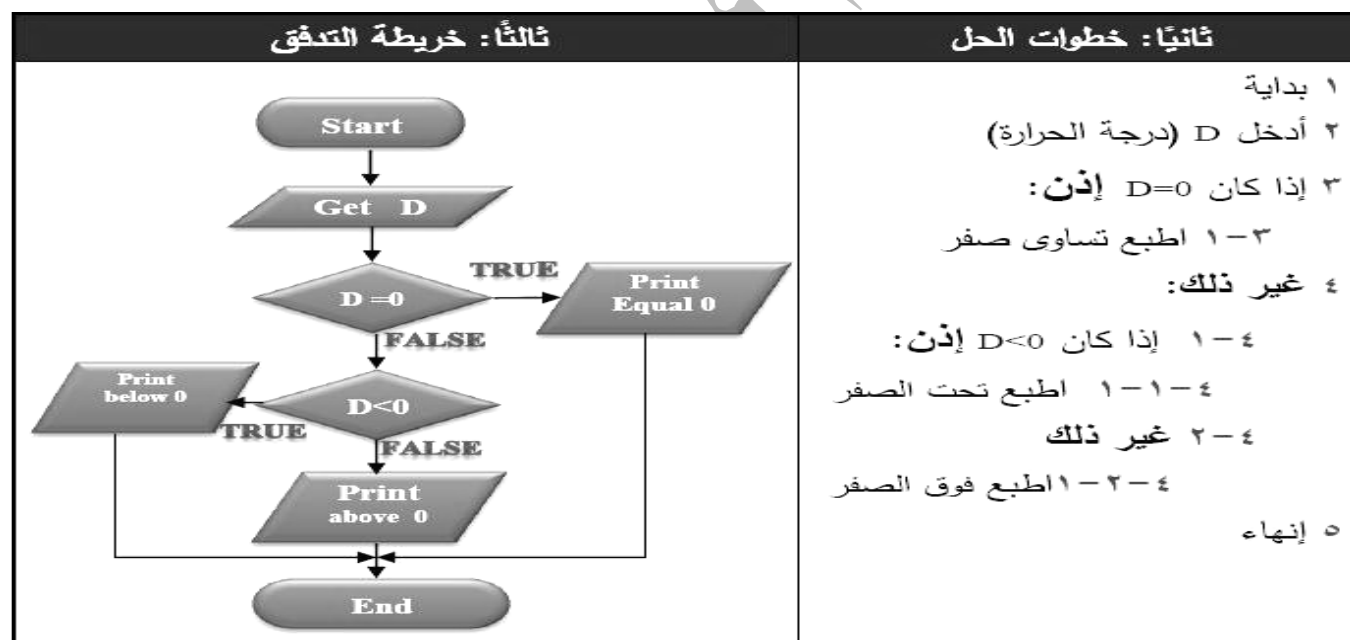 ثانيًا: خطوات الحل
١ بداية
٢ أدخل D (درجة الحرارة)
٣ إذا كان D=0 إذن:
٣-١ اطبع تساوى صفر
٤ غير ذلك:
٤-١ إذا كان D<0 إذن:
٤-١-١ اطبع تحت الصفر
٤-٢ غير ذلك
٤-٢-١ اطبع فوق الصفر
٥ إنهاء
ثالثًا: خريطة التدفق
Start
Get D
D =0
TRUE
Print
Equal 0
FALSE
D<0
TRUE
Print
below 0
FALSE
Print
above 0
End